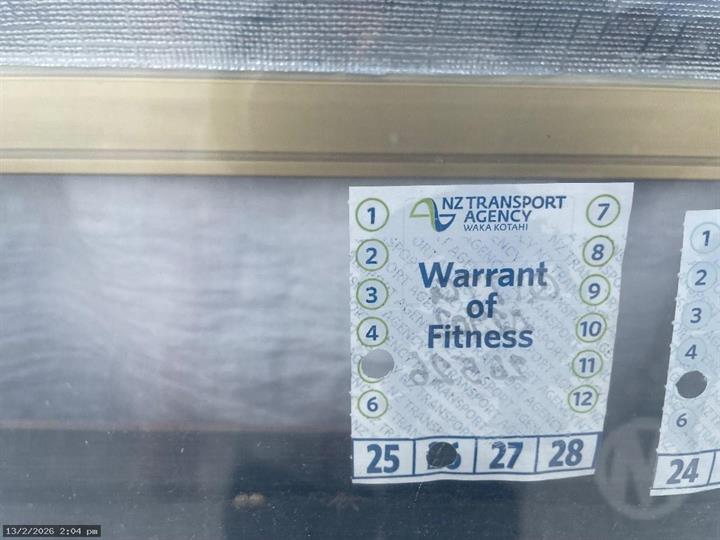 NZ TRANSPORT
AGENCY
WAKA KOTAHI
1
2
3
4
6
7
8
9
10
11
12
Warrant
of
Fitness
25
27
28
1
2
3
4
6
24
13/2/2026 2:04 pm